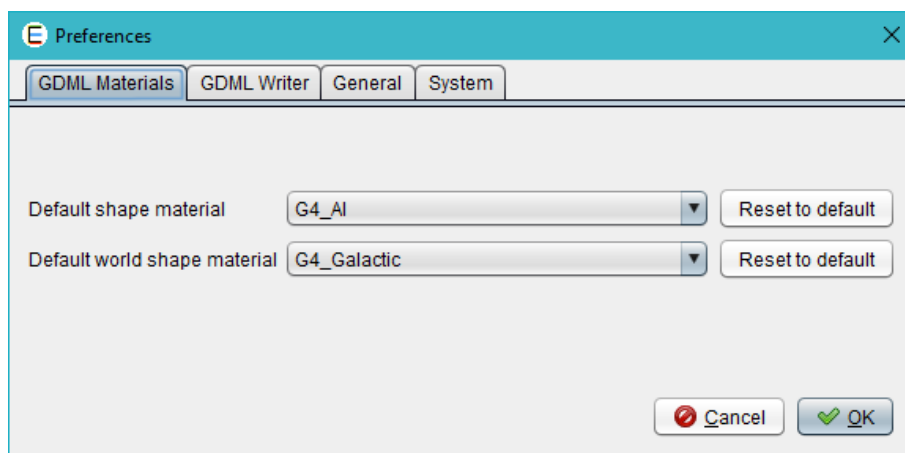 E Preferences
GDML Materials GDML Writer General System
Default shape material G4_Al Reset to default
Default world shape material G4_Galactic Reset to default
Cancel OK